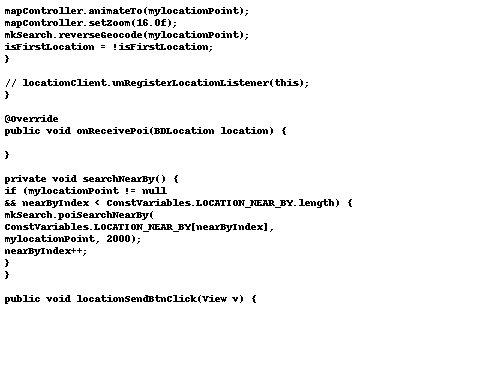 mapController.animateTo(mylocationPoint);
mapController.setZoom(16.0f);
mkSearch.reverseGeocode(mylocationPoint);
isFirstLocation = !isFirstLocation;
}

// locationClient.unRegisterLocationListener(this);
}

@Override
public void onReceivePoi(BDLocation location) {

}

private void searchNearBy() {
if (mylocationPoint != null
&& nearByIndex < ConstVariables.LOCATION_NEAR_BY.length) {
mkSearch.poiSearchNearBy(
ConstVariables.LOCATION_NEAR_BY[nearByIndex],
mylocationPoint, 2000);
nearByIndex++;
}
}

public void locationSendBtnClick(View v) {